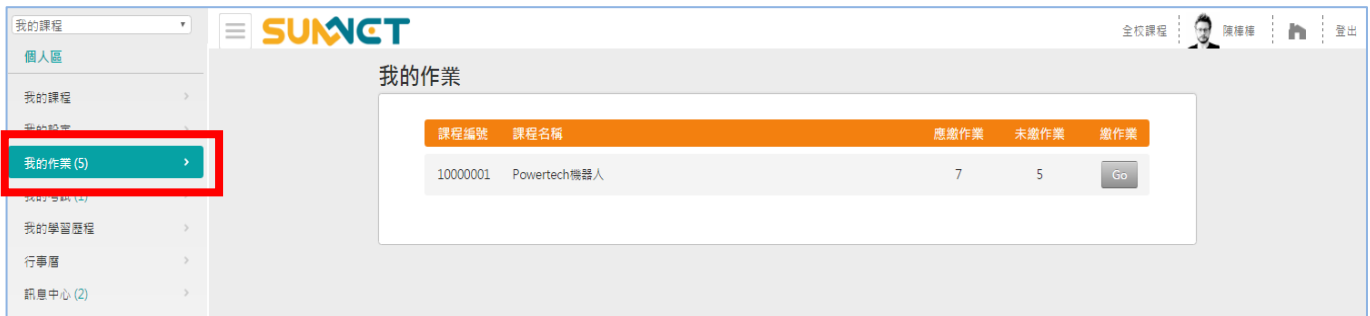 我的課程
個人區
我的課程
我的作業 (5)
我的學習歷程
行事曆
訊息中心 (2)
SUNNET
全校課程
陳棒棒
登出
我的作業
課程編號 課程名稱 應繳作業 未繳作業 繳作業
10000001 Powertech機器人 7 5 Go